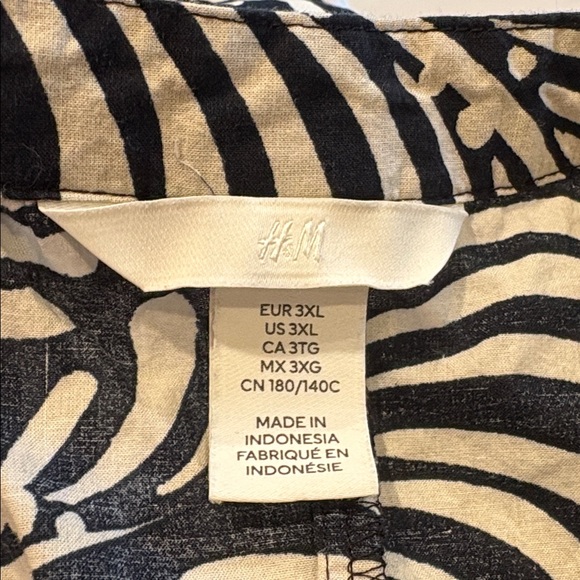 H&M
EUR 3XL
US 3XL
CA 3TG
MX 3XG
CN 180/140C
MADE IN
INDONESIA
FABRIQUÉ EN
INDONÉSIE